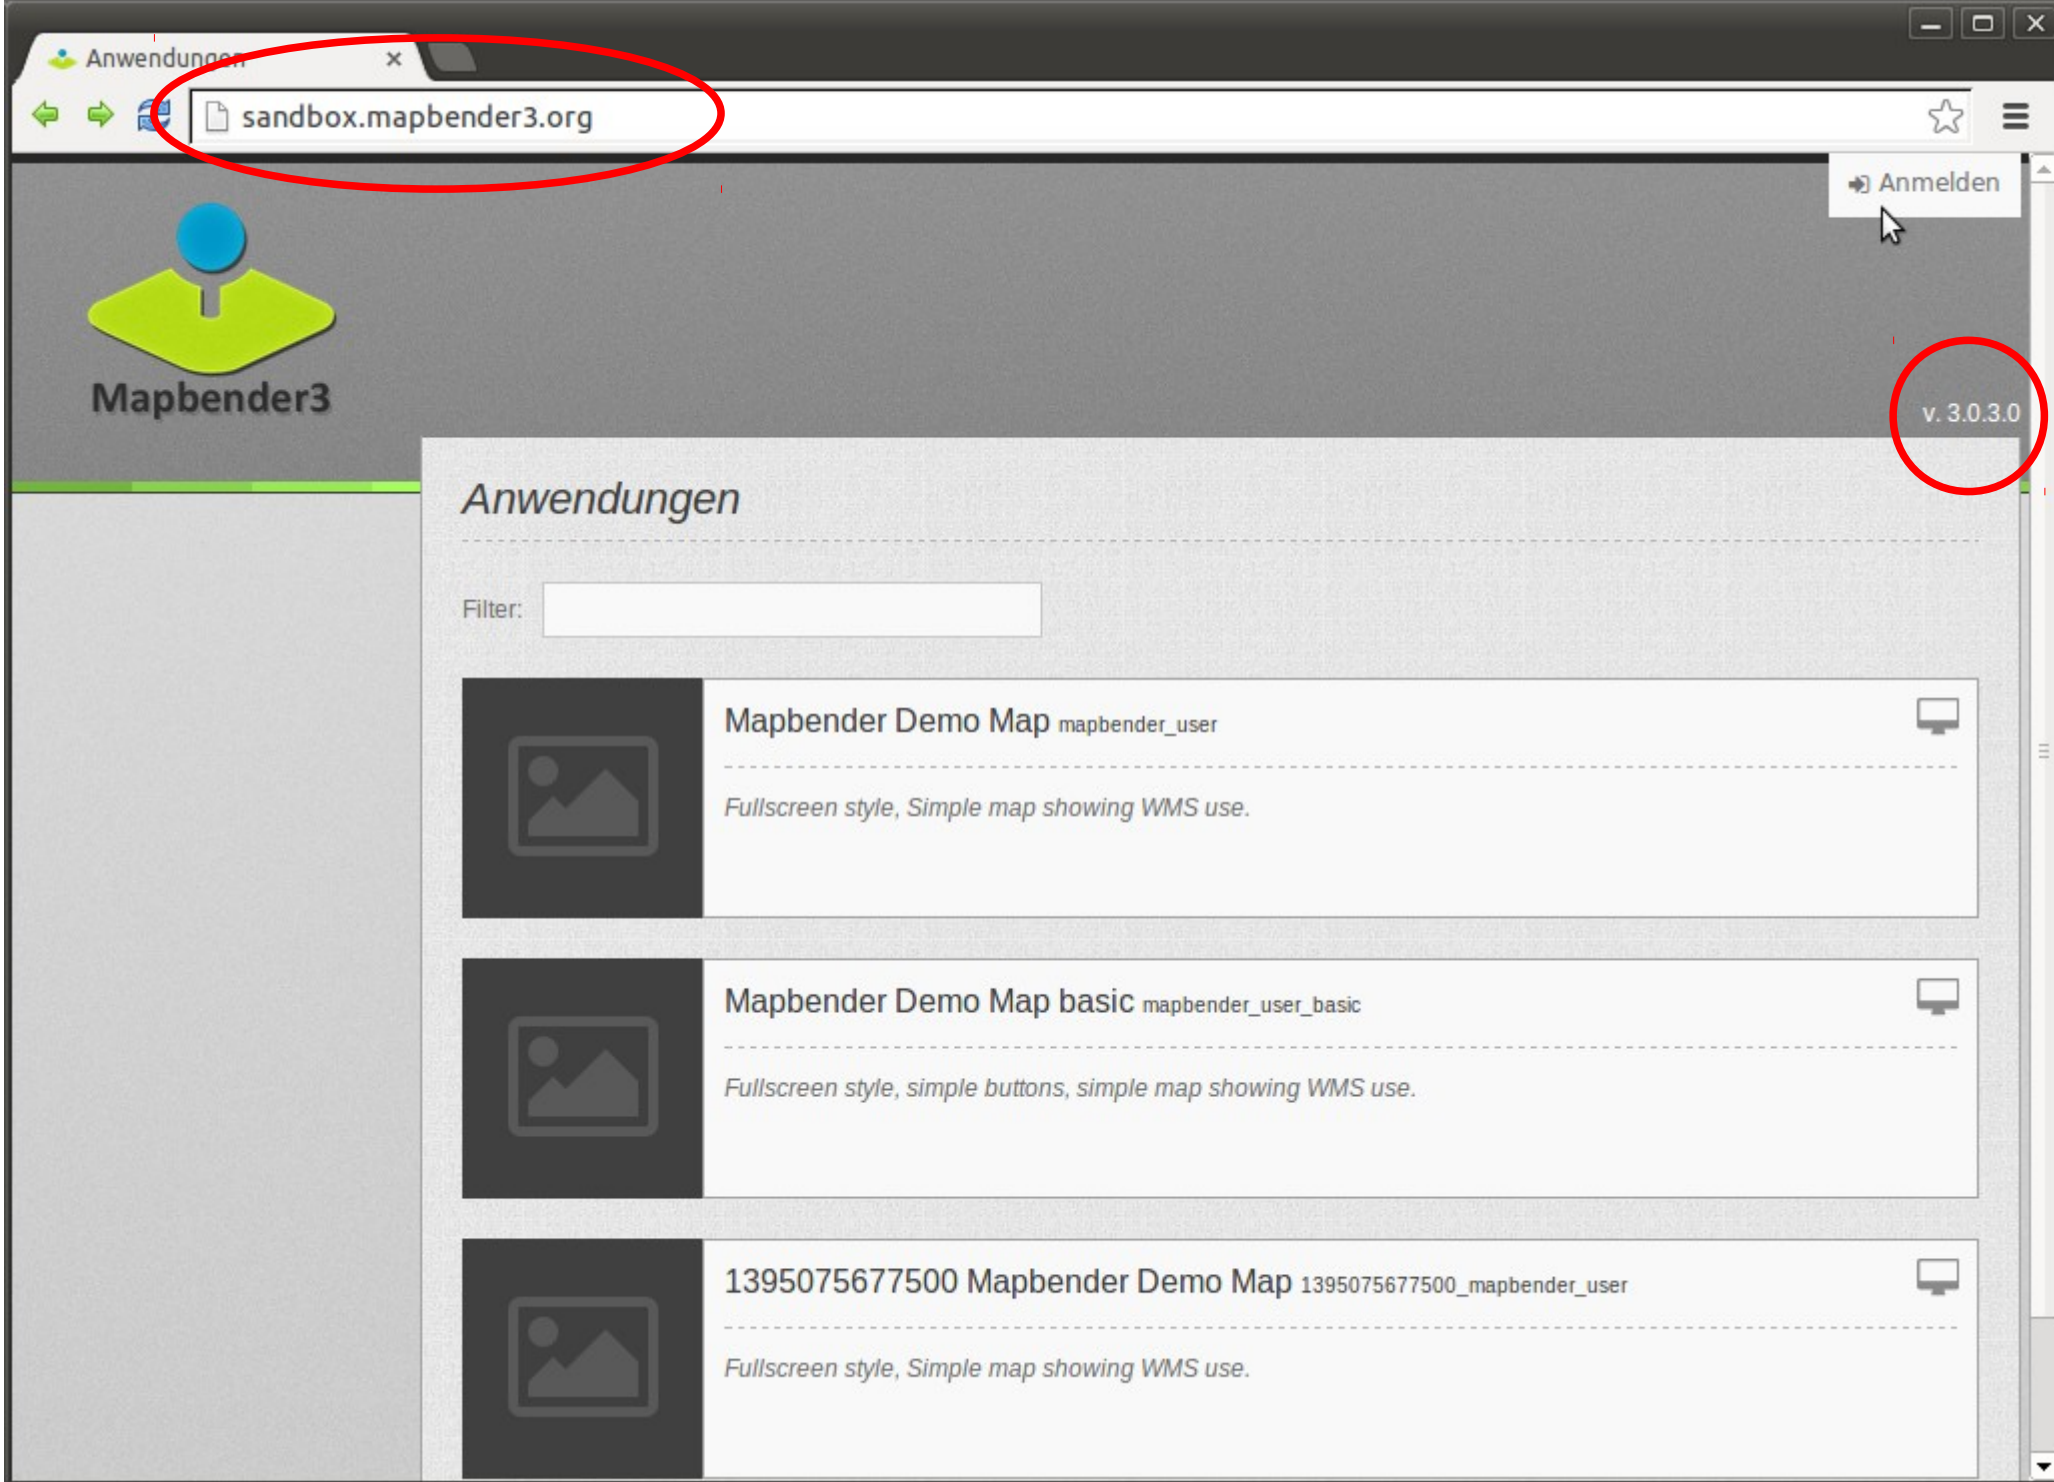 Anwendungen
sandbox.mapbender3.org
Anmelden
Mapbender3
v. 3.0.3.0
Anwendungen
Filter:
Mapbender Demo Map mapbender_user
Fullscreen style, Simple map showing WMS use.
Mapbender Demo Map basic mapbender_user_basic
Fullscreen style, simple buttons, simple map showing WMS use.
1395075677500 Mapbender Demo Map 1395075677500_mapbender_user
Fullscreen style, Simple map showing WMS use.